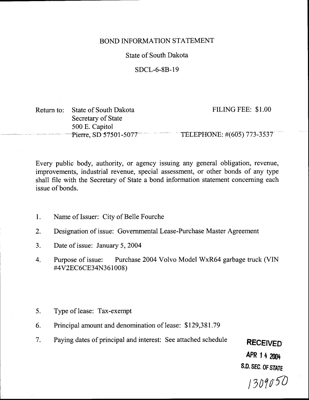 BOND INFORMATION STATEMENT
State of South Dakota
SDCL-6-8B-19
Return to: State of South Dakota FILING FEE: $1.00
Secretary of State
500 E. Capitol
Pierre, SD 57501-5077 TELEPHONE: #(605) 773-3537
Every public body, authority, or agency issuing any general obligation, revenue,
improvements, industrial revenue, special assessment, or other bonds of any type
shall file with the Secretary of State a bond information statement concerning each
issue of bonds.
1. Name of Issuer: City of Belle Fourche
2. Designation of issue: Governmental Lease-Purchase Master Agreement
3. Date of issue: January 5, 2004
4. Purpose of issue: Purchase 2004 Volvo Model WxR64 garbage truck (VIN
#4V2EC6CE34N361008)
5. Type of lease: Tax-exempt
6. Principal amount and denomination of lease: $129,381.79
7. Paying dates of principal and interest: See attached schedule
RECEIVED
APR 14 2004
S.D. SEC. OF STATE
1309050